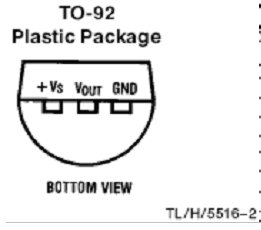 TO-92
Plastic Package
+VS VOUT GND
BOTTOM VIEW
TL/H/5516-2